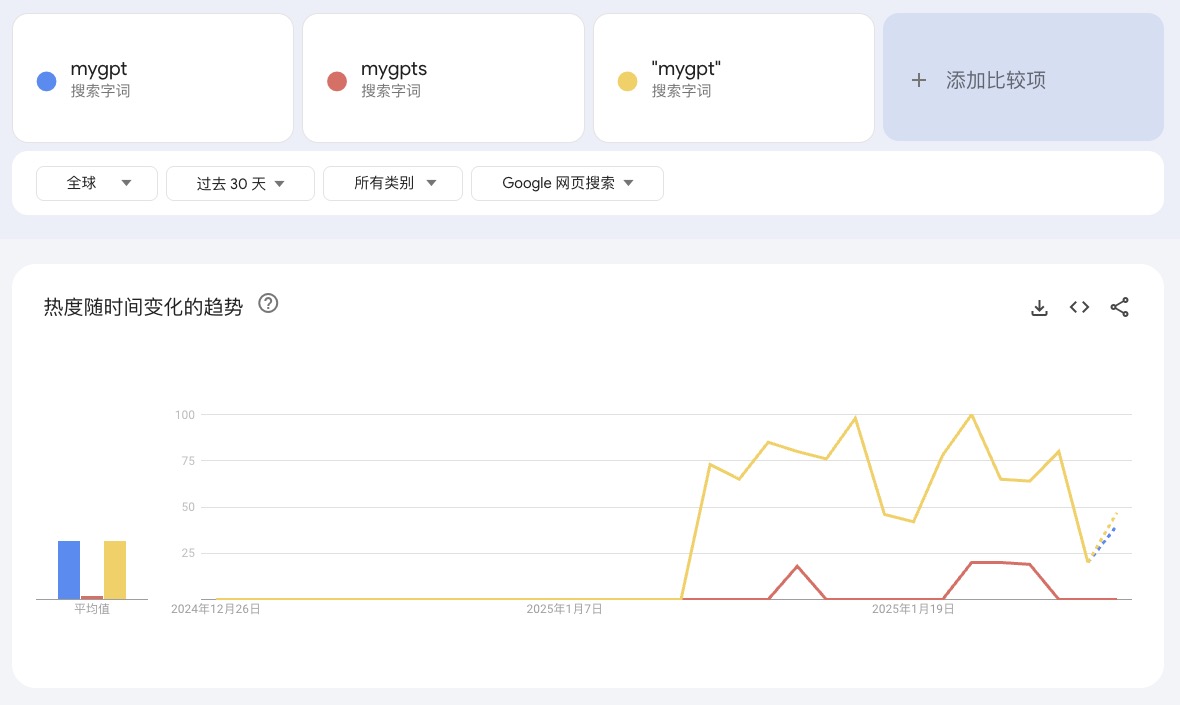 mygpt
搜索字词
mygpts
搜索字词
"mygpt"
搜索字词
+ 添加比较项
全球
过去 30 天
所有类别
Google 网页搜索
热度随时间变化的趋势
100
75
50
25
平均值
2024年12月26日
2025年1月7日
2025年1月19日